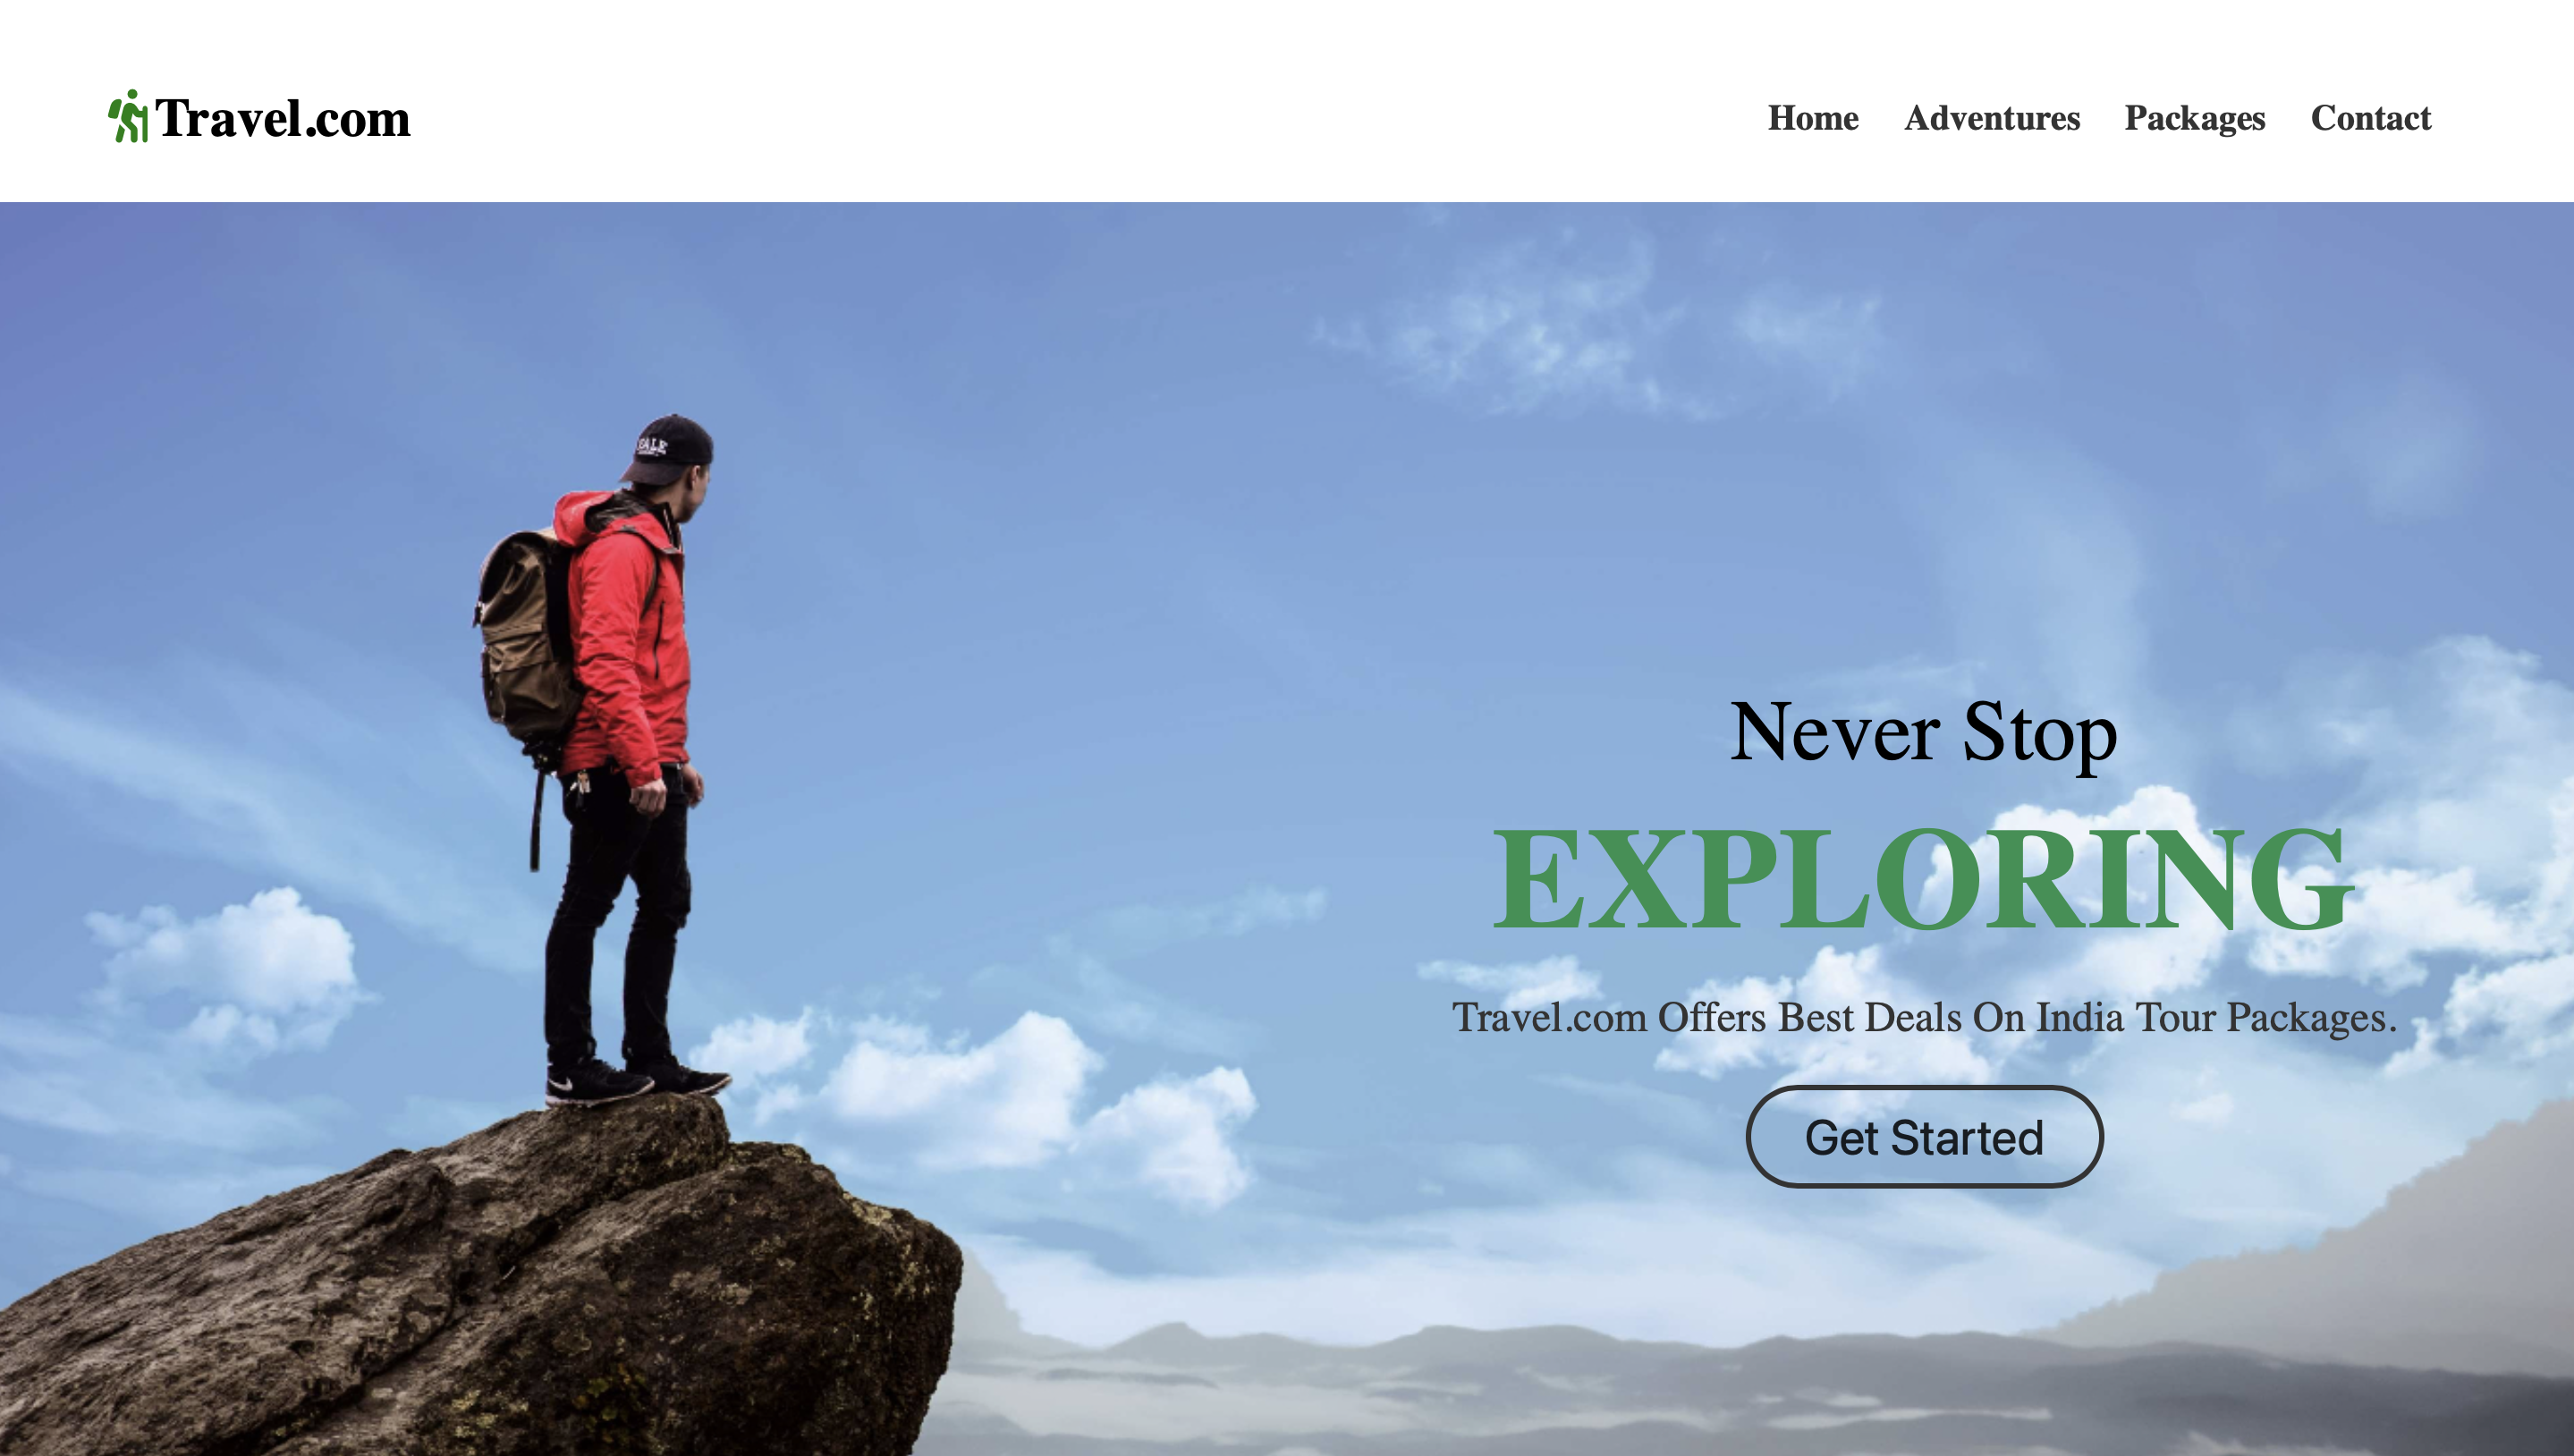 Travel.com
Home Adventures Packages Contact
Never Stop
EXPLORING
Travel.com Offers Best Deals On India Tour Packages.
Get Started